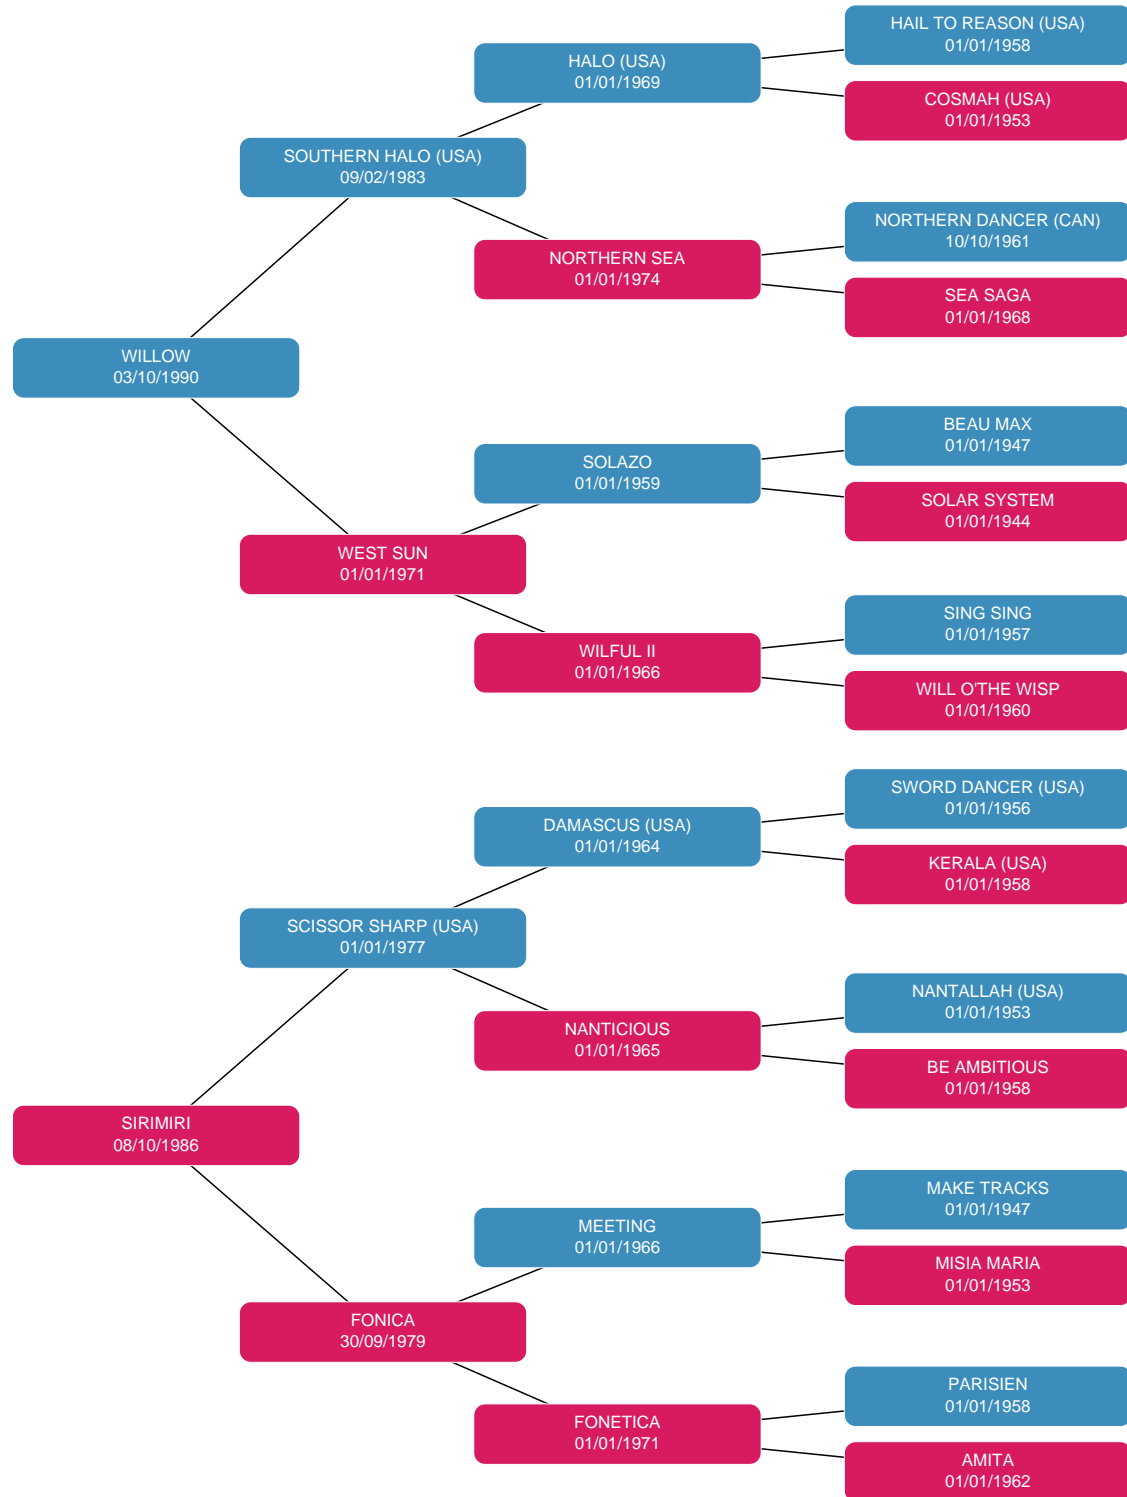 HAIL TO REASON (USA)
01/01/1958
HALO (USA)
01/01/1969
COSMAH (USA)
01/01/1953
SOUTHERN HALO (USA)
09/02/1983
NORTHERN DANCER (CAN)
10/10/1961
NORTHERN SEA
01/01/1974
SEA SAGA
01/01/1968
WILLOW
03/10/1990
BEAU MAX
01/01/1947
SOLAZO
01/01/1959
SOLAR SYSTEM
01/01/1944
WEST SUN
01/01/1971
SING SING
01/01/1957
WILFUL II
01/01/1966
WILL O'THE WISP
01/01/1960
SWORD DANCER (USA)
01/01/1956
DAMASCUS (USA)
01/01/1964
KERALA (USA)
01/01/1958
SCISSOR SHARP (USA)
01/01/1977
NANTALLAH (USA)
01/01/1953
NANTICIOUS
01/01/1965
BE AMBITIOUS
01/01/1958
SIRIMIRI
08/10/1986
MAKE TRACKS
01/01/1947
MEETING
01/01/1966
MISIA MARIA
01/01/1953
FONICA
30/09/1979
PARISIEN
01/01/1958
FONETICA
01/01/1971
AMITA
01/01/1962